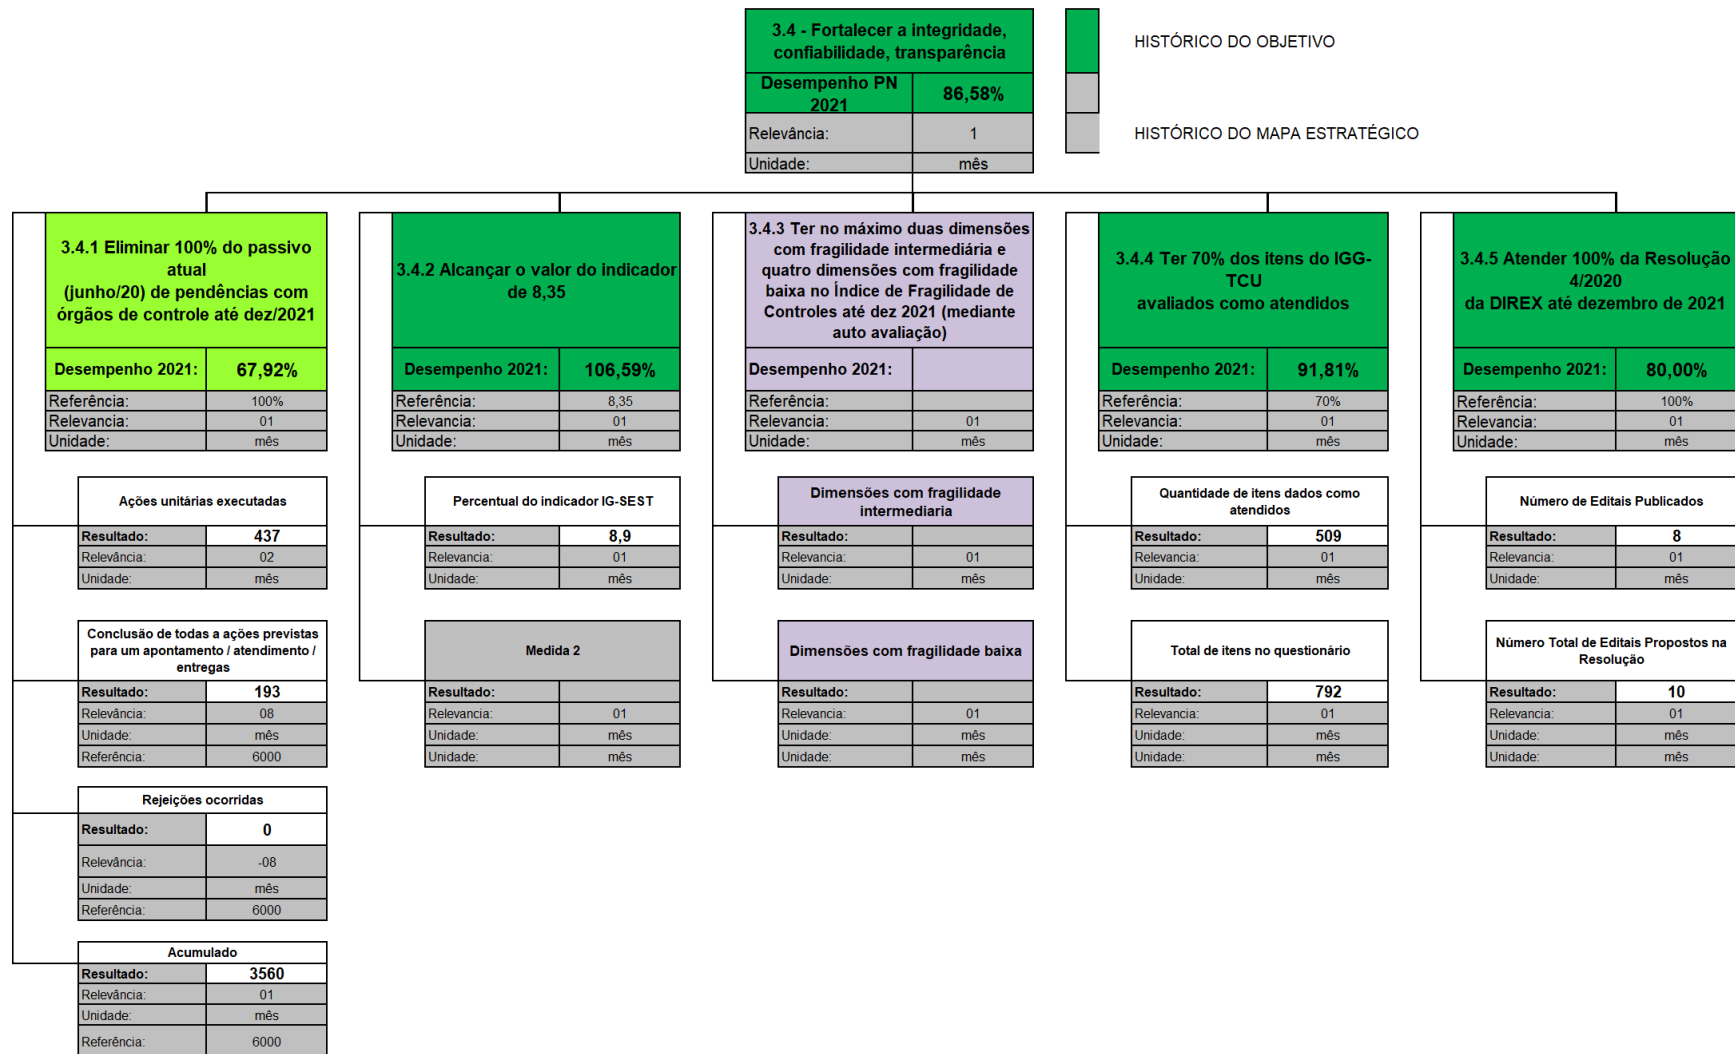 3.4 - Fortalecer a integridade,
confiabilidade, transparência
Desempenho PN
2021
86,58%
Relevância:
1
Unidade:
mês
HISTÓRICO DO OBJETIVO
HISTÓRICO DO MAPA ESTRATÉGICO
3.4.1 Eliminar 100% do passivo
atual
(junho/20) de pendências com
órgãos de controle até dez/2021
Desempenho 2021:
67,92%
Referência:
100%
Relevancia:
01
Unidade:
mês
Ações unitárias executadas
Resultado:
437
Relevância:
02
Unidade:
mês
Conclusão de todas a ações previstas
para um apontamento / atendimento /
entregas
Resultado:
193
Relevância:
08
Unidade:
mês
Referência:
6000
Rejeições ocorridas
Resultado:
0
Relevância:
-08
Unidade:
mês
Referência:
6000
Acumulado
Resultado:
3560
Relevância:
01
Unidade:
mês
Referência:
6000
3.4.2 Alcançar o valor do indicador
de 8,35
Desempenho 2021:
106,59%
Referência:
8,35
Relevancia:
01
Unidade:
mês
Percentual do indicador IG-SEST
Resultado:
8,9
Relevancia:
01
Unidade:
mês
Medida 2
Resultado:
Relevancia:
01
Unidade:
mês
Unidade:
mês
3.4.3 Ter no máximo duas dimensões
com fragilidade intermediária e
quatro dimensões com fragilidade
baixa no Índice de Fragilidade de
Controles até dez 2021 (mediante
auto avaliação)
Desempenho 2021:
Referência:
Relevancia:
01
Unidade:
mês
Dimensões com fragilidade
intermediaria
Resultado:
Relevancia:
01
Unidade:
mês
Dimensões com fragilidade baixa
Resultado:
Relevancia:
01
Unidade:
mês
Unidade:
mês
3.4.4 Ter 70% dos itens do IGG-
TCU
avaliados como atendidos
Desempenho 2021:
91,81%
Referência:
70%
Relevancia:
01
Unidade:
mês
Quantidade de itens dados como
atendidos
Resultado:
509
Relevancia:
01
Unidade:
mês
Total de itens no questionário
Resultado:
792
Relevancia:
01
Unidade:
mês
Unidade:
mês
3.4.5 Atender 100% da Resolução
4/2020
da DIREX até dezembro de 2021
Desempenho 2021:
80,00%
Referência:
100%
Relevancia:
01
Unidade:
mês
Número de Editais Publicados
Resultado:
8
Relevancia:
01
Unidade:
mês
Número Total de Editais Propostos na
Resolução
Resultado:
10
Relevancia:
01
Unidade:
mês
Unidade:
mês